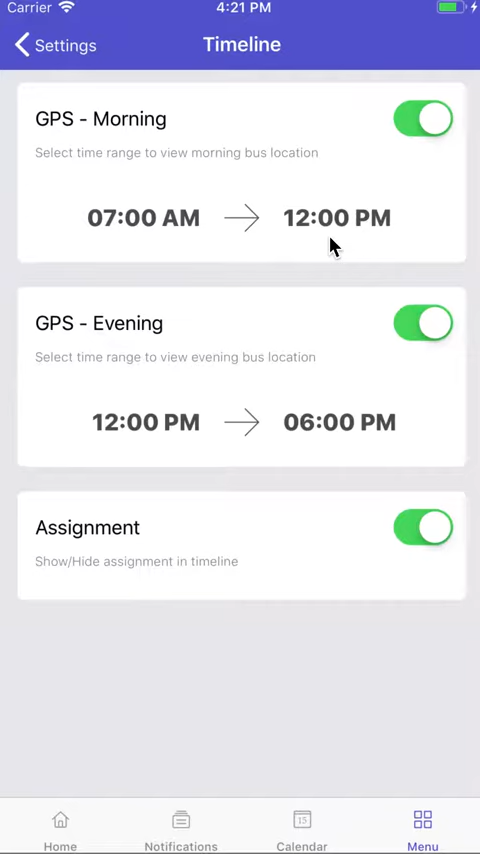 Carrier 4:21 PM
Settings Timeline
GPS - Morning
Select time range to view morning bus location
07:00 AM 12:00 PM
GPS - Evening
Select time range to view evening bus location
12:00 PM 06:00 PM
Assignment
Show/Hide assignment in timeline
15
Home Notifications Calendar Menu